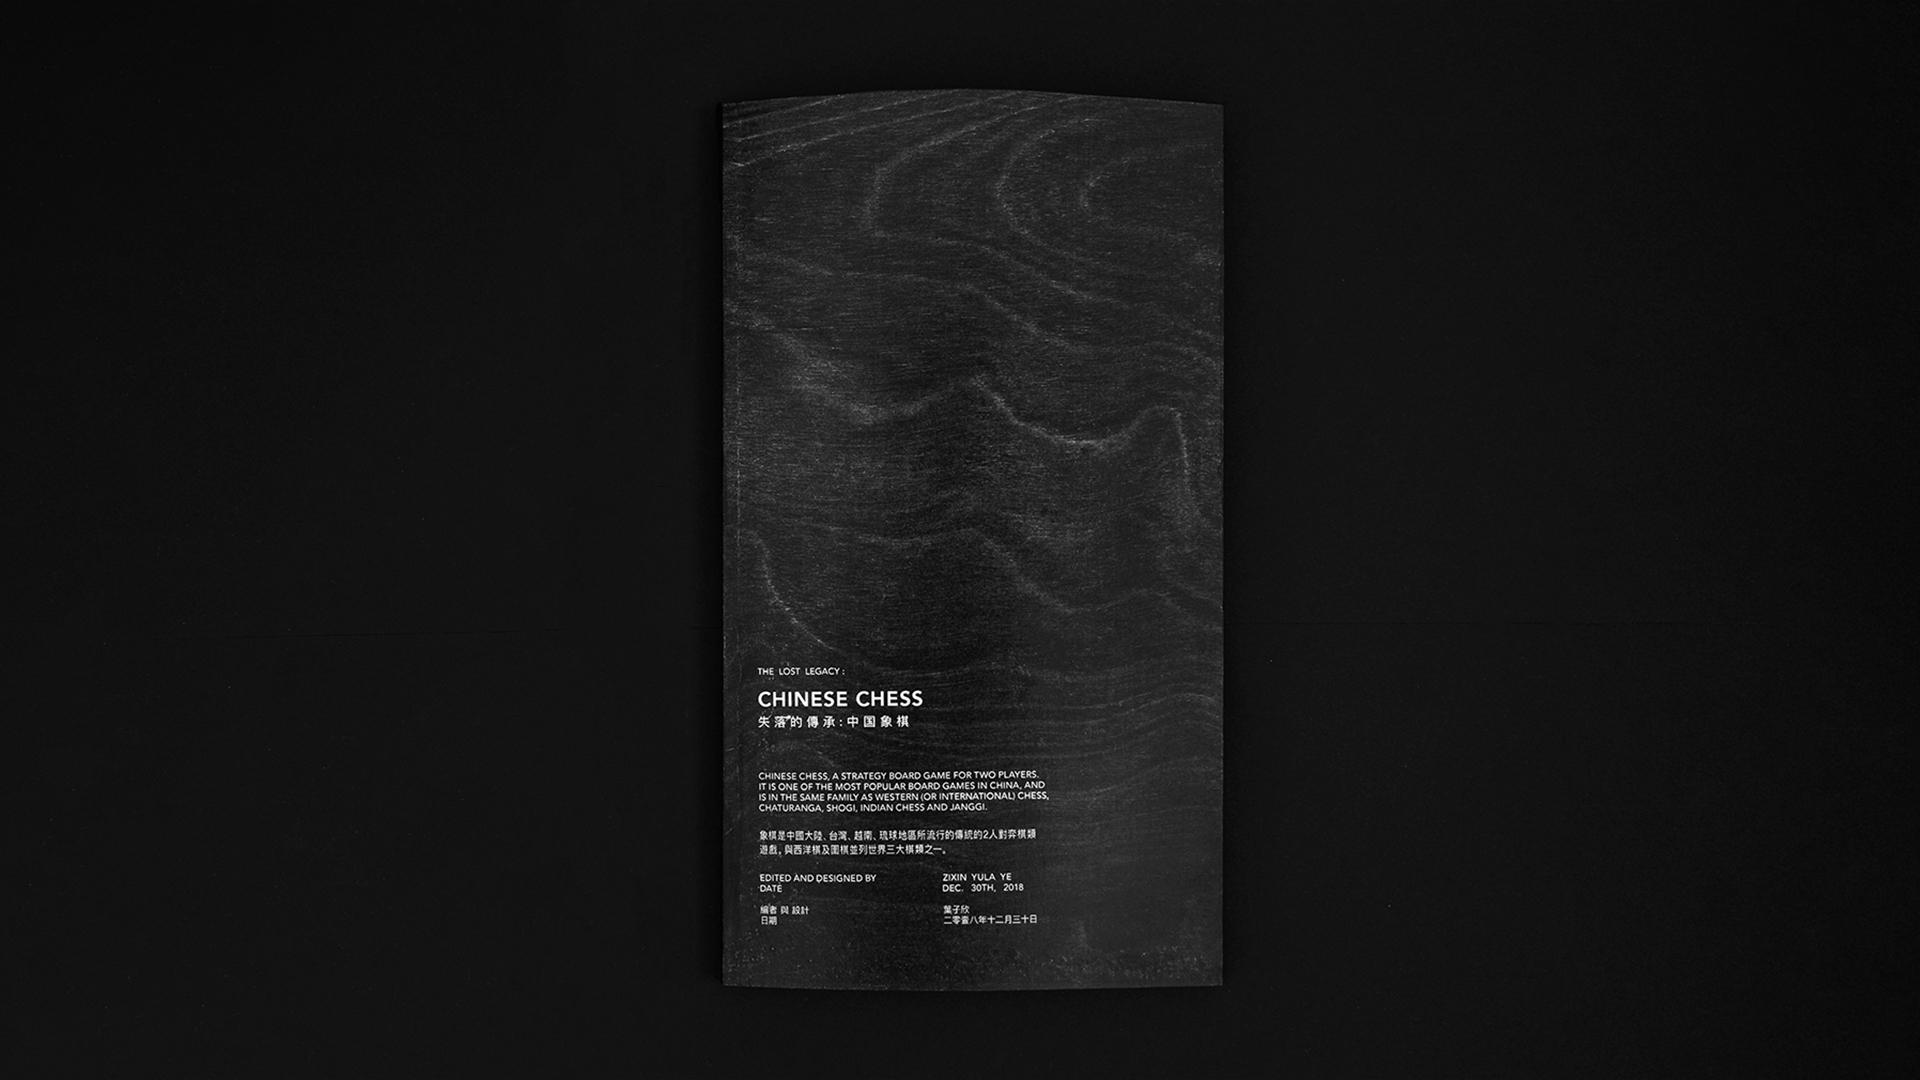 THE LOST LEGACY :
CHINESE CHESS
失落的傳承:中国象棋
CHINESE CHESS, A STRATEGY BOARD GAME FOR TWO PLAYERS.
IT IS ONE OF THE MOST POPULAR BOARD GAMES IN CHINA, AND
IS IN THE SAME FAMILY AS WESTERN (OR INTERNATIONAL) CHESS,
CHATURANGA, SHOGI, INDIAN CHESS AND JANGGI.
象棋是中國大陸、台灣、越南、琉球地區所流行的傳統的2人對弈棋類
遊戲, 與西洋棋及圍棋並列世界三大棋類之一。
EDITED AND DESIGNED BY ZIXIN YULA YE
DATE DEC. 30TH, 2018
編者 與 設計 葉子欣
日期 二零壹八年十二月三十日